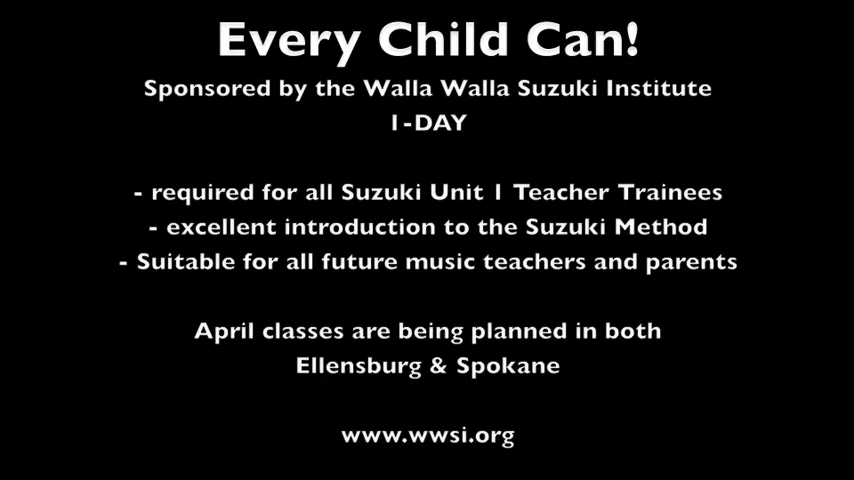 Every Child Can!
Sponsored by the Walla Walla Suzuki Institute
1-DAY
- required for all Suzuki Unit 1 Teacher Trainees
- excellent introduction to the Suzuki Method
- Suitable for all future music teachers and parents
April classes are being planned in both
Ellensburg & Spokane
www.wwsi.org